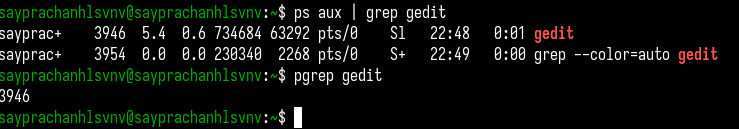 sayprachanhlsvnv@sayprachanhlsvnv:~$ ps aux | grep gedit
sayprac+    3946  5.4  0.6 734684 63292 pts/0    Sl   22:48   0:01 gedit
sayprac+    3954  0.0  0.0 230340  2268 pts/0    S+   22:49   0:00 grep --color=auto gedit
sayprachanhlsvnv@sayprachanhlsvnv:~$ pgrep gedit
3946
sayprachanhlsvnv@sayprachanhlsvnv:~$